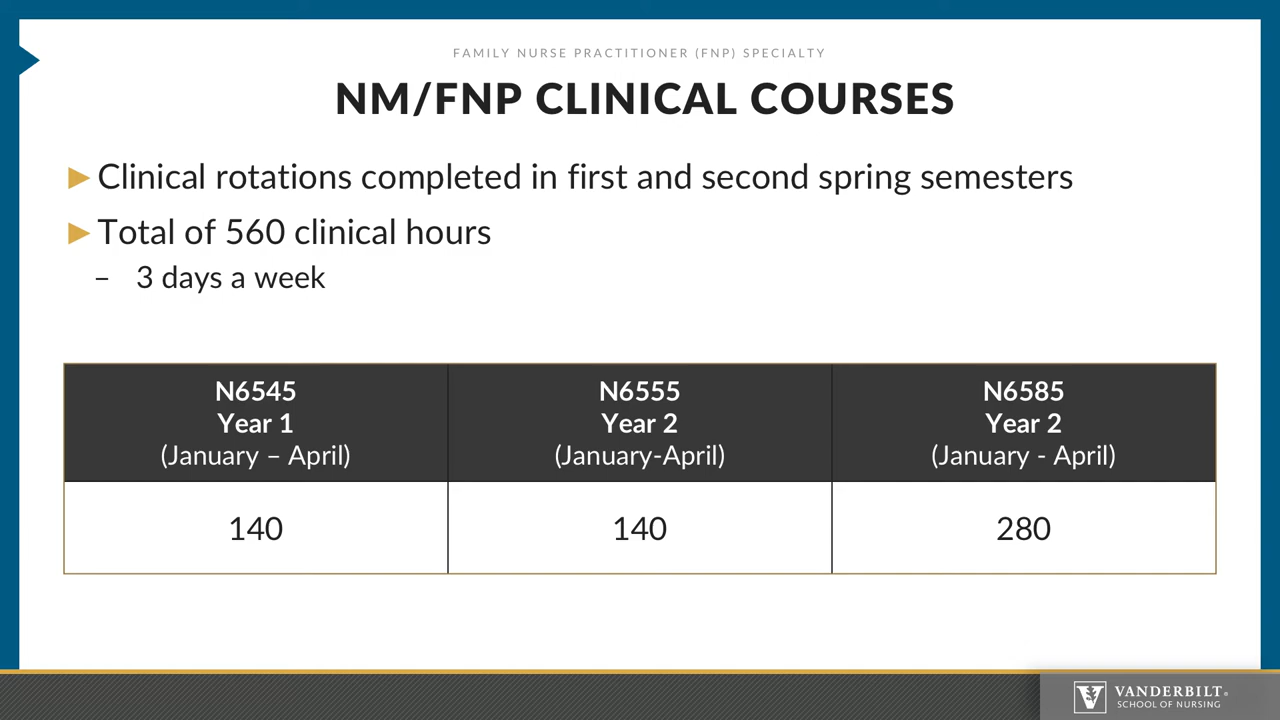 FAMILY NURSE PRACTITIONER (FNP) SPECIALTY
NM/FNP CLINICAL COURSES
► Clinical rotations completed in first and second spring semesters
► Total of 560 clinical hours
– 3 days a week
N6545
Year 1
(January – April)
N6555
Year 2
(January-April)
N6585
Year 2
(January - April)
140
140
280
VANDERBILT®
SCHOOL OF NURSING